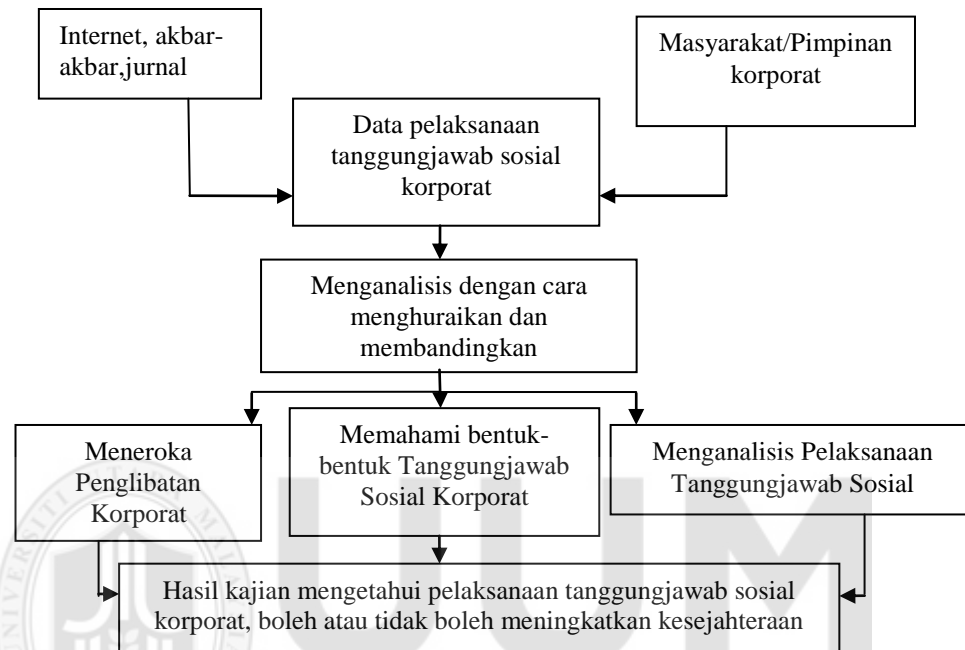 Internet, akbar-
akbar,jurnal
Masyarakat/Pimpinan
korporat
Data pelaksanaan
tanggungjawab sosial
korporat
Menganalisis dengan cara
menghuraikan dan
membandingkan
Meneroka
Penglibatan
Korporat
Memahami bentuk-
bentuk Tanggungjawab
Sosial Korporat
Menganalisis Pelaksanaan
Tanggungjawab Sosial
Hasil kajian mengetahui pelaksanaan tanggungjawab sosial
korporat, boleh atau tidak boleh meningkatkan kesejahteraan
UUM